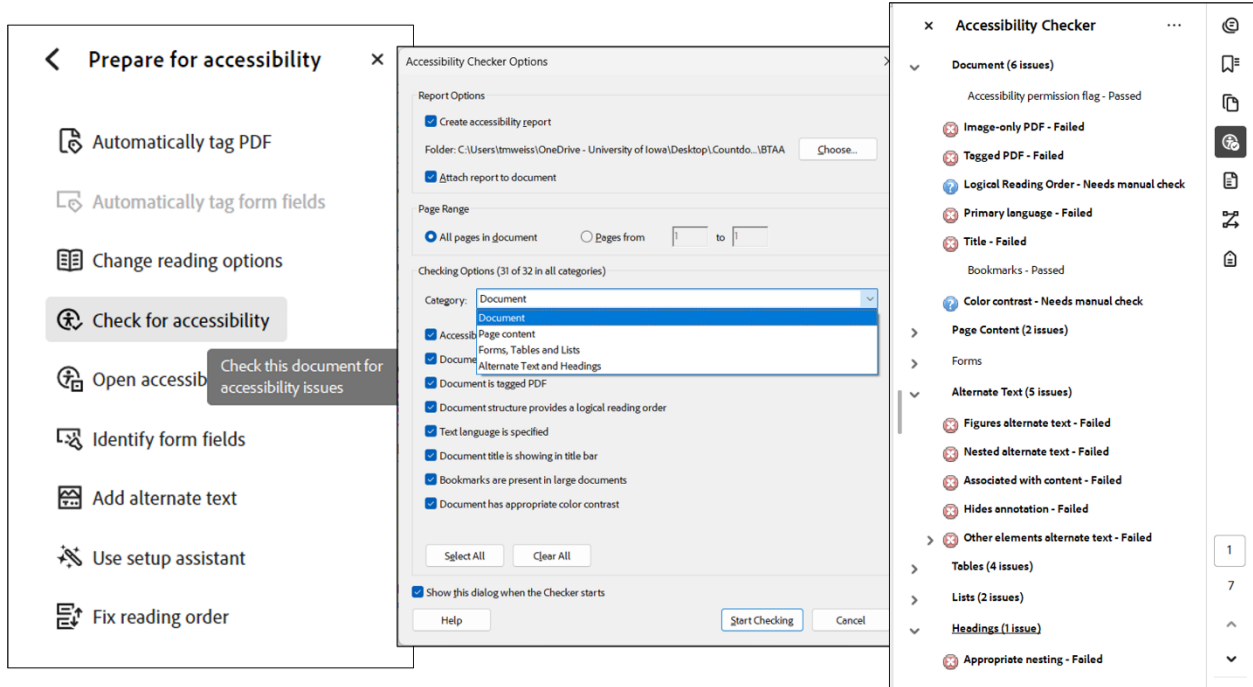 Prepare for accessibility
Automatically tag PDF
Automatically tag form fields
Change reading options
Check for accessibility
Check this document for
accessibility issues
Open accessib
Identify form fields
Add alternate text
Use setup assistant
Fix reading order
Accessibility Checker Options
Report Options
Create accessibility report
Folder: C:\Users\tmweiss\OneDrive - University of Iowa\Desktop\Countdo...\BTAA
Choose...
Attach report to document
Page Range
All pages in document
Pages from 1 to 1
Checking Options (31 of 32 in all categories)
Category: Document
Document
Page content
Forms, Tables and Lists
Alternate Text and Headings
Accessib
Docume
Document is tagged PDF
Document structure provides a logical reading order
Text language is specified
Document title is showing in title bar
Bookmarks are present in large documents
Document has appropriate color contrast
Select All
Clear All
Show this dialog when the Checker starts
Help
Start Checking
Cancel
Accessibility Checker
Document (6 issues)
Accessibility permission flag - Passed
Image-only PDF - Failed
Tagged PDF - Failed
Logical Reading Order - Needs manual check
Primary language - Failed
Title - Failed
Bookmarks - Passed
Color contrast - Needs manual check
Page Content (2 issues)
Forms
Alternate Text (5 issues)
Figures alternate text - Failed
Nested alternate text - Failed
Associated with content - Failed
Hides annotation - Failed
Other elements alternate text - Failed
Tables (4 issues)
Lists (2 issues)
Headings (1 issue)
Appropriate nesting - Failed
1
7